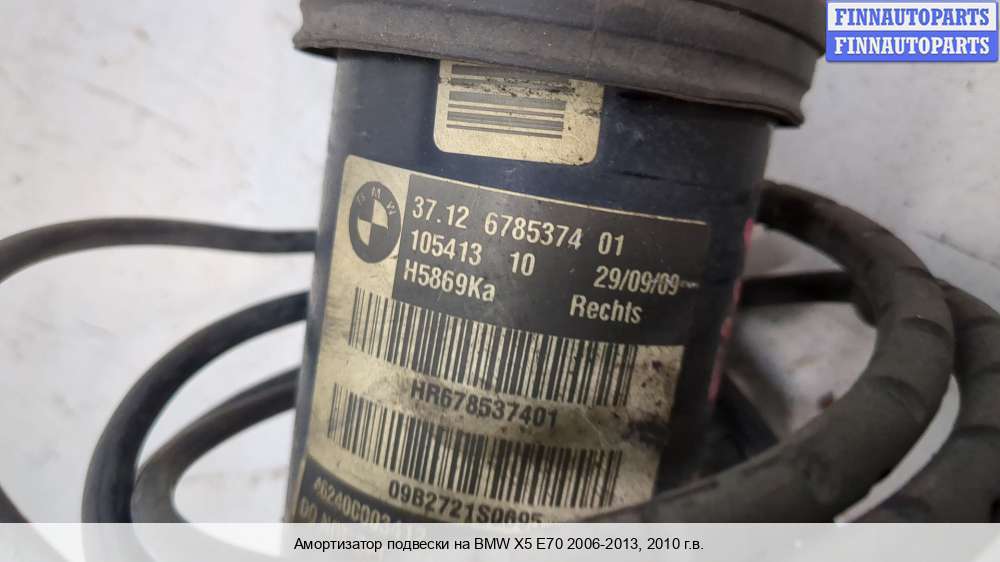 FINNAUTOPARTS
FINNAUTOPARTS
BMW
37.12 6785374 01
105413 10 29/09/09
H5869Ka Rechts
HR678537401
09B2721S0695
Амортизатор подвески на BMW X5 E70 2006-2013, 2010 г.в.